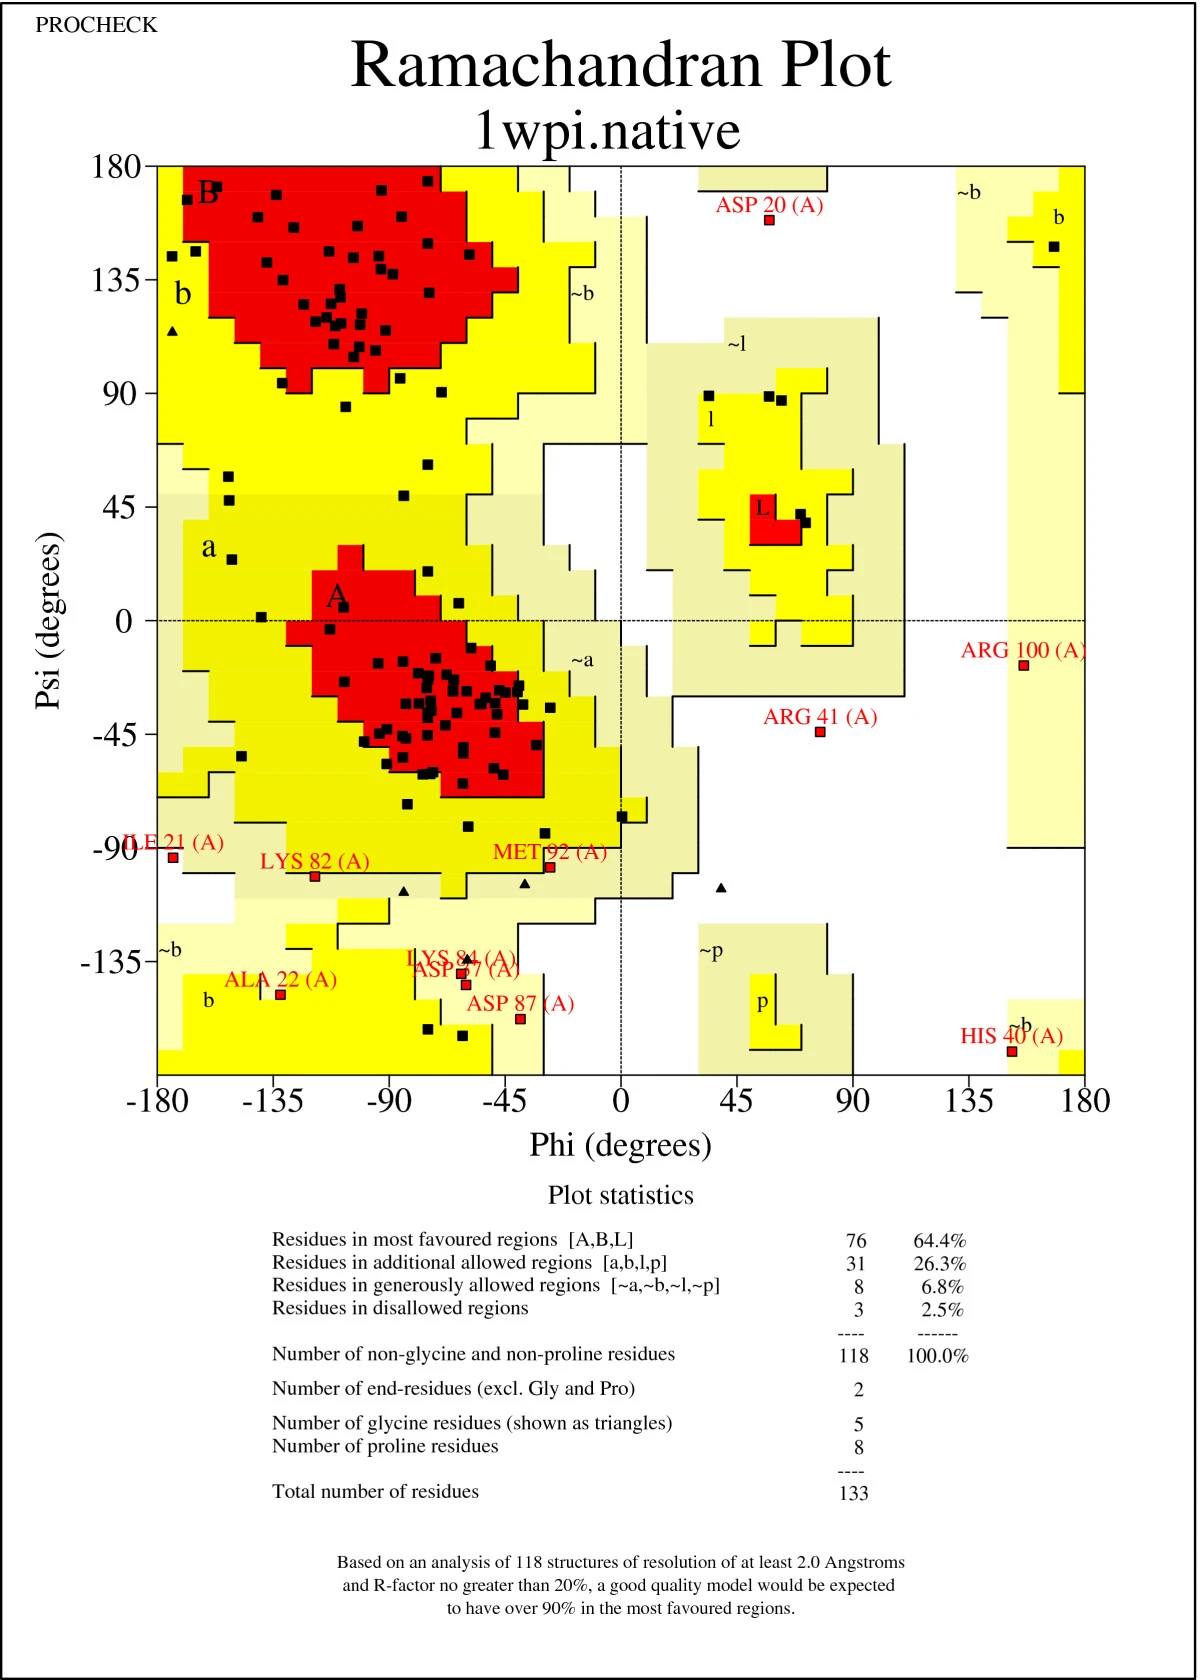 PROCHECK
Ramachandran Plot
1wpi.native
180
B
~b
b
ASP 20 (A)
135
b
~b
~l
90
l
45
L
a
A
0
~a
ARG 100 (A)
ARG 41 (A)
-45
-90
ILE 21 (A)
LYS 82 (A)
MET 92 (A)
-135
~b
LYS 84 (A)
~p
ALA 22 (A)
b
ASP 87 (A)
p
~b
HIS 40 (A)
-180 -135 -90 -45 0 45 90 135 180
Psi (degrees)
Phi (degrees)
Plot statistics
Residues in most favoured regions [A,B,L] 76 64.4%
Residues in additional allowed regions [a,b,l,p] 31 26.3%
Residues in generously allowed regions [~a,~b,~l,~p] 8 6.8%
Residues in disallowed regions 3 2.5%
---- ------
Number of non-glycine and non-proline residues 118 100.0%
Number of end-residues (excl. Gly and Pro) 2
Number of glycine residues (shown as triangles) 5
Number of proline residues 8
----
Total number of residues 133
Based on an analysis of 118 structures of resolution of at least 2.0 Angstroms
and R-factor no greater than 20%, a good quality model would be expected
to have over 90% in the most favoured regions.